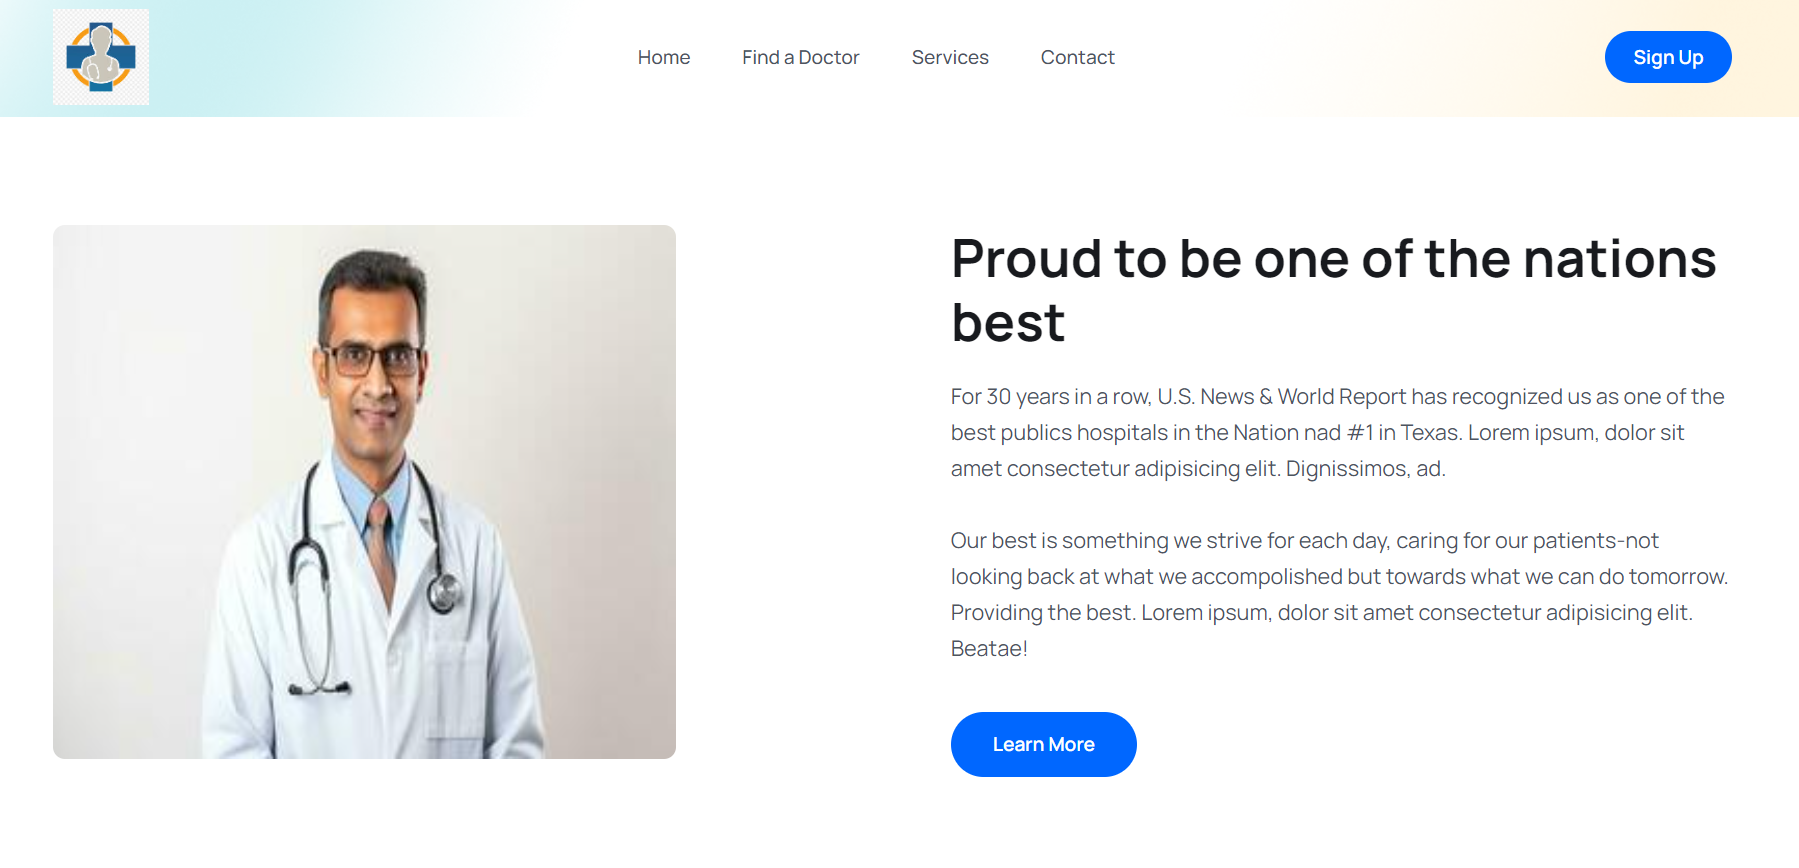 Home
Find a Doctor
Services
Contact
Sign Up
Proud to be one of the nations
best
For 30 years in a row, U.S. News & World Report has recognized us as one of the
best publics hospitals in the Nation nad #1 in Texas. Lorem ipsum, dolor sit
amet consectetur adipisicing elit. Dignissimos, ad.
Our best is something we strive for each day, caring for our patients-not
looking back at what we accompolished but towards what we can do tomorrow.
Providing the best. Lorem ipsum, dolor sit amet consectetur adipisicing elit.
Beatae!
Learn More